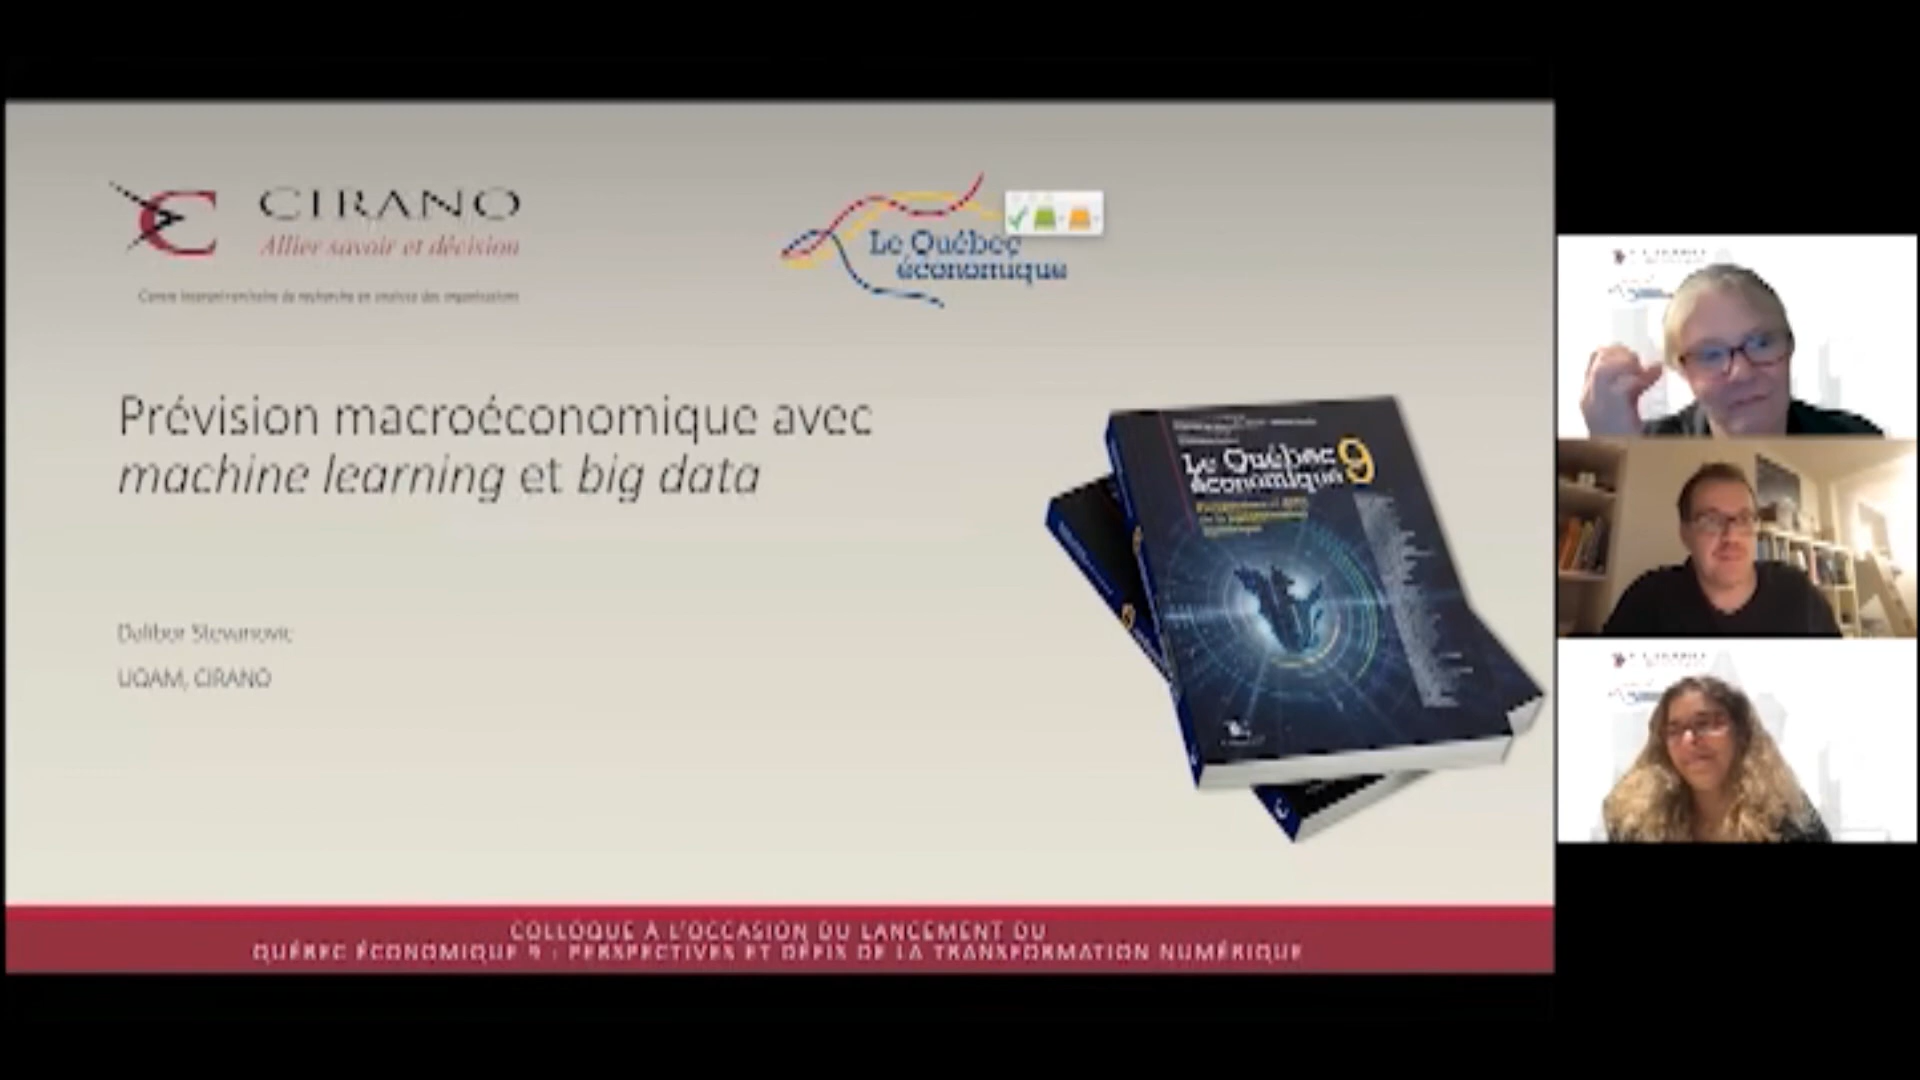 CIRANO
Allier savoir et décision
Centre interuniversitaire de recherche en analyse des organisations
Le Québec
économique
Prévision macroéconomique avec
machine learning et big data
Dalibor Stevanovic
UQAM, CIRANO
Le Québec
économique 9
COLLOQUE À L'OCCASION DU LANCEMENT DU
QUÉBEC ÉCONOMIQUE 9 : PERSPECTIVES ET DÉFIS DE LA TRANSFORMATION NUMÉRIQUE